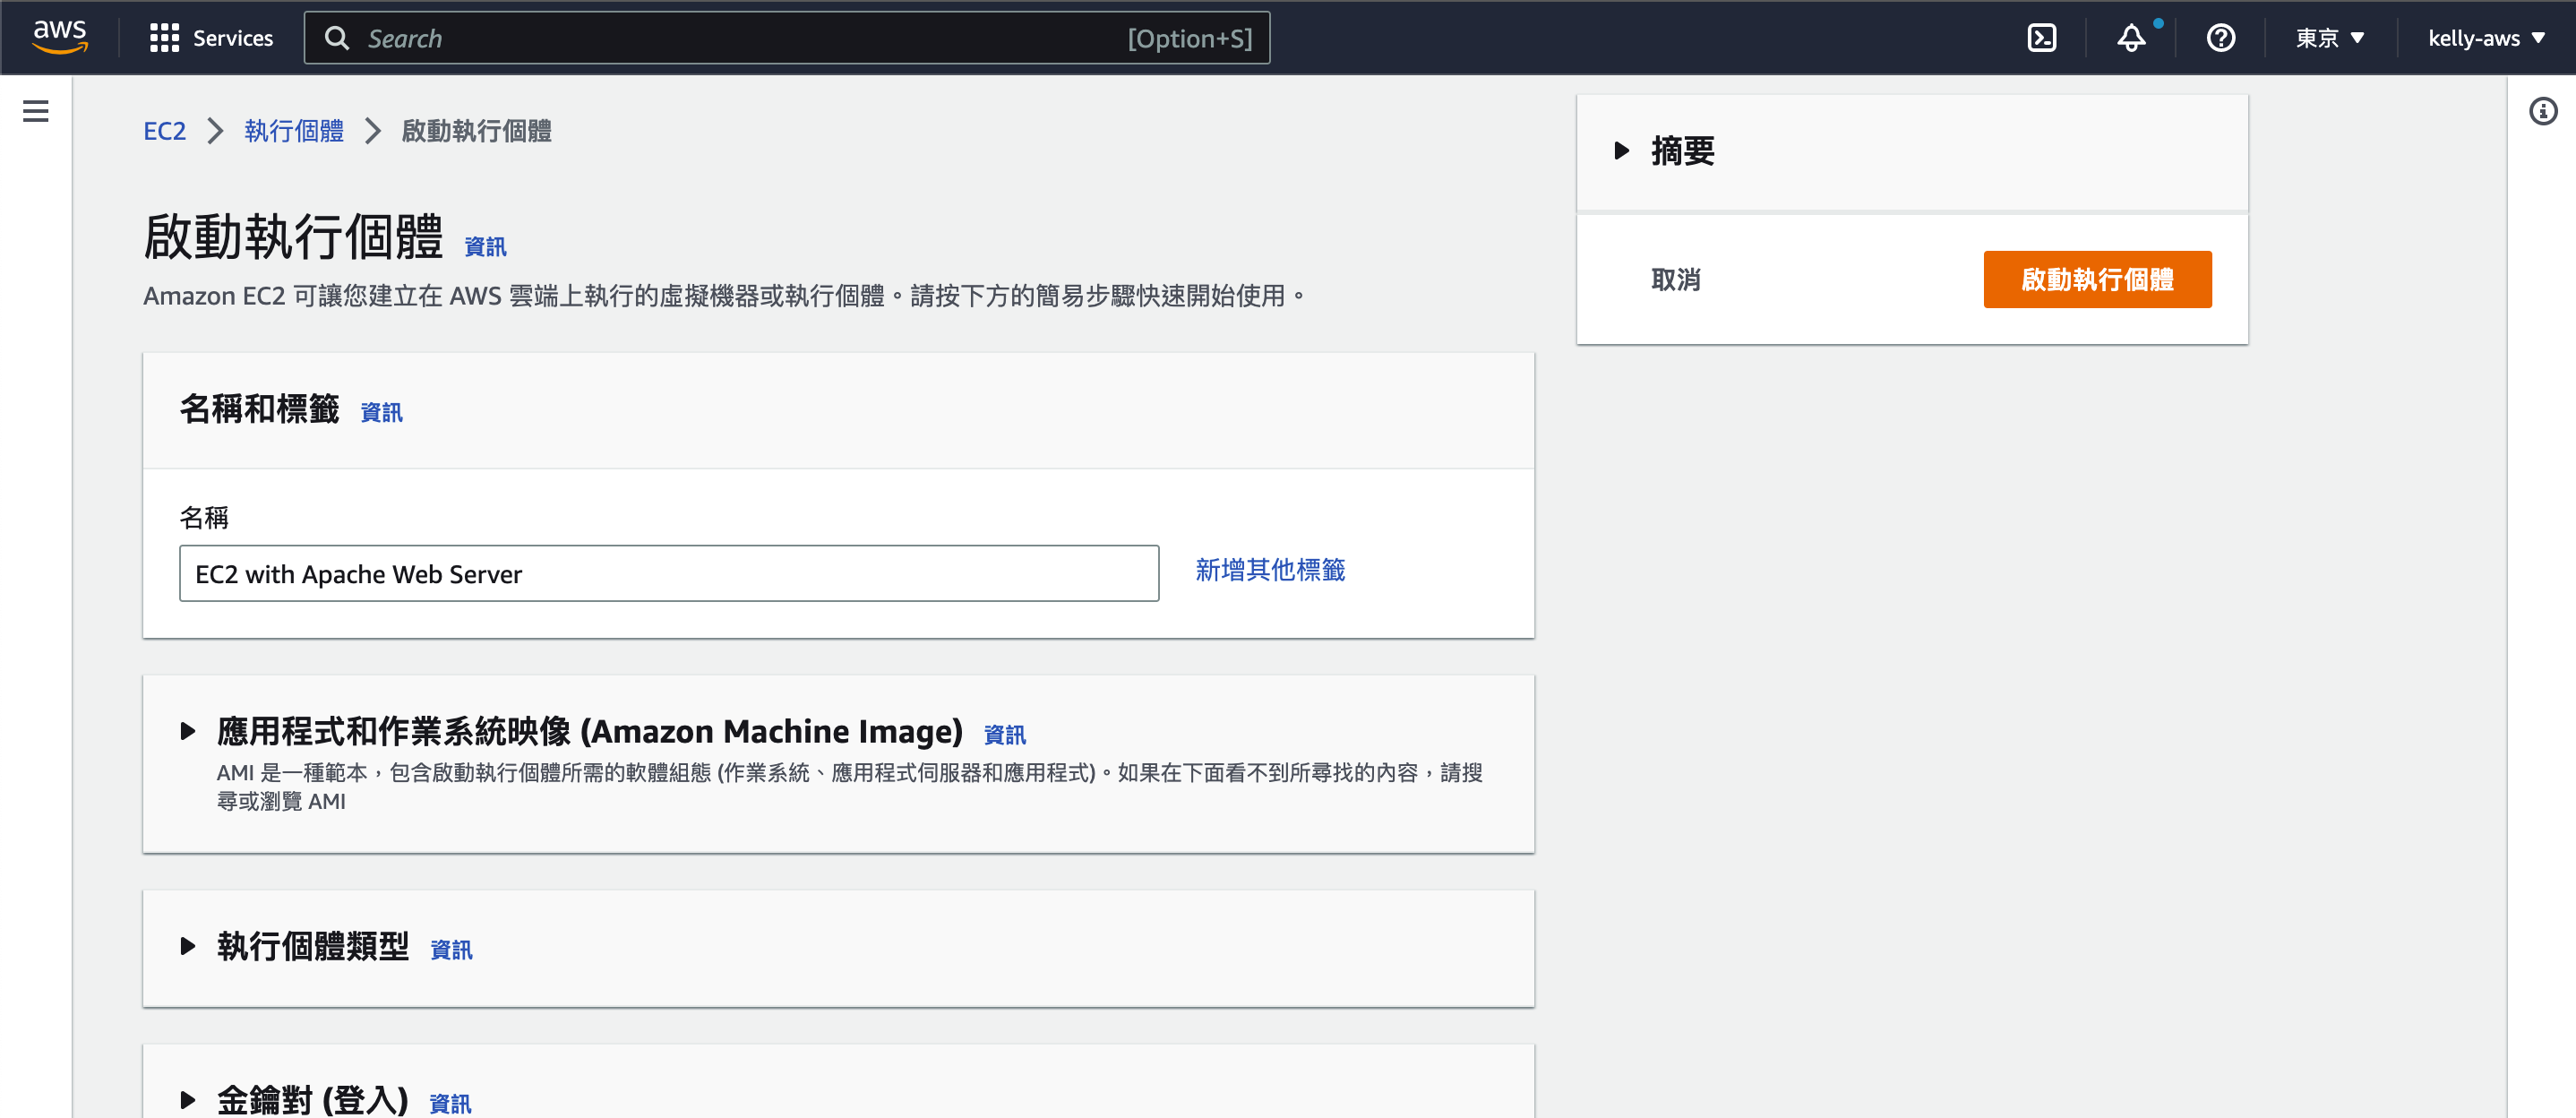 aws
Services
Search
[Option+S]
東京
kelly-aws
EC2
執行個體
啟動執行個體
啟動執行個體 資訊
Amazon EC2 可讓您建立在 AWS 雲端上執行的虛擬機器或執行個體。請按下方的簡易步驟快速開始使用。
名稱和標籤 資訊
名稱
EC2 with Apache Web Server
新增其他標籤
應用程式和作業系統映像 (Amazon Machine Image) 資訊
AMI 是一種範本，包含啟動執行個體所需的軟體組態 (作業系統、應用程式伺服器和應用程式)。如果在下面看不到所尋找的內容，請搜
尋或瀏覽 AMI
執行個體類型 資訊
金鑰對 (登入) 資訊
摘要
取消
啟動執行個體